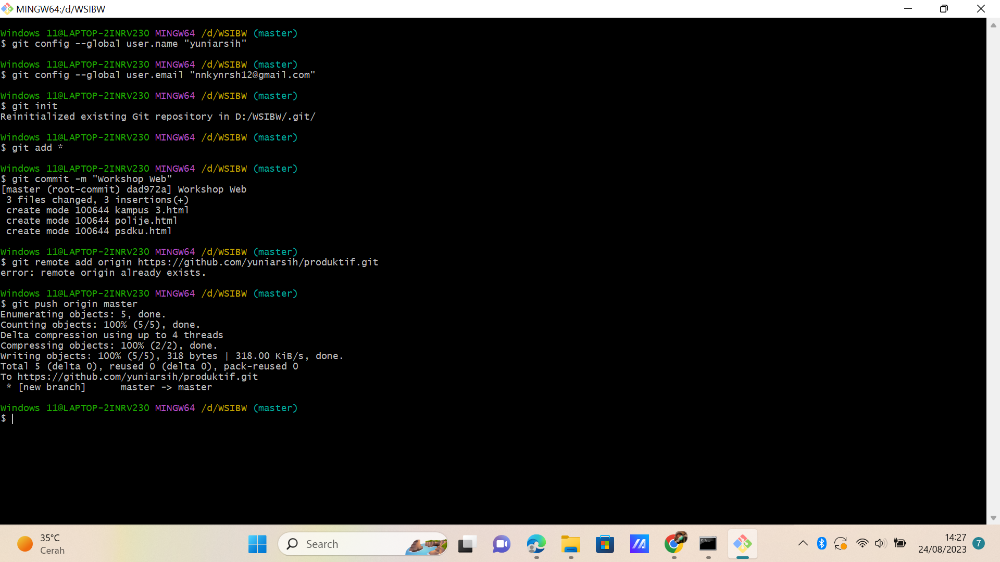 MINGW64:/d/WSIBW
Windows 11@LAPTOP-2INRV230 MINGW64 /d/WSIBW (master)
$ git config --global user.name "yuniarsih"
Windows 11@LAPTOP-2INRV230 MINGW64 /d/WSIBW (master)
$ git config --global user.email "nnkynrsh12@gmail.com"
Windows 11@LAPTOP-2INRV230 MINGW64 /d/WSIBW (master)
$ git init
Reinitialized existing Git repository in D:/WSIBW/.git/
Windows 11@LAPTOP-2INRV230 MINGW64 /d/WSIBW (master)
$ git add *
Windows 11@LAPTOP-2INRV230 MINGW64 /d/WSIBW (master)
$ git commit -m "Workshop Web"
[master (root-commit) dad972a] Workshop Web
 3 files changed, 3 insertions(+)
 create mode 100644 kampus 3.html
 create mode 100644 polije.html
 create mode 100644 psdku.html
Windows 11@LAPTOP-2INRV230 MINGW64 /d/WSIBW (master)
$ git remote add origin https://github.com/yuniarsih/produktif.git
error: remote origin already exists.
Windows 11@LAPTOP-2INRV230 MINGW64 /d/WSIBW (master)
$ git push origin master
Enumerating objects: 5, done.
Counting objects: 100% (5/5), done.
Delta compression using up to 4 threads
Compressing objects: 100% (2/2), done.
Writing objects: 100% (5/5), 318 bytes | 318.00 KiB/s, done.
Total 5 (delta 0), reused 0 (delta 0), pack-reused 0
To https://github.com/yuniarsih/produktif.git
 * [new branch]      master -> master
Windows 11@LAPTOP-2INRV230 MINGW64 /d/WSIBW (master)
$
35°C
Cerah
Search
14:27
24/08/2023
7